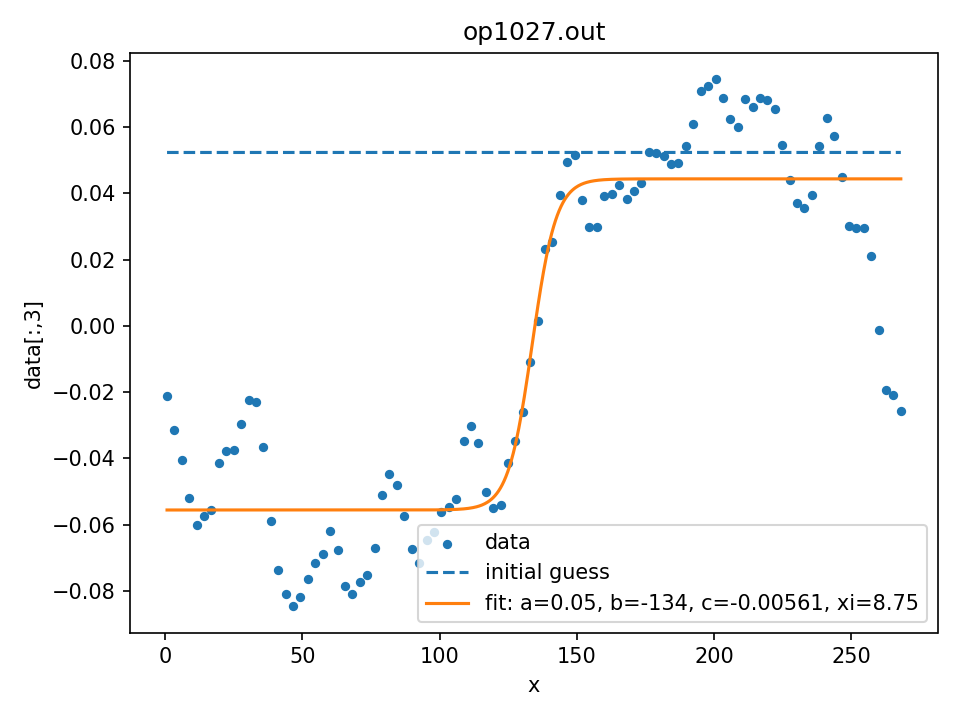 op1027.out
0.08
0.06
0.04
0.02
0.00
−0.02
−0.04
−0.06
−0.08
data[:,3]
data
initial guess
fit: a=0.05, b=-134, c=-0.00561, xi=8.75
0 50 100 150 200 250
x